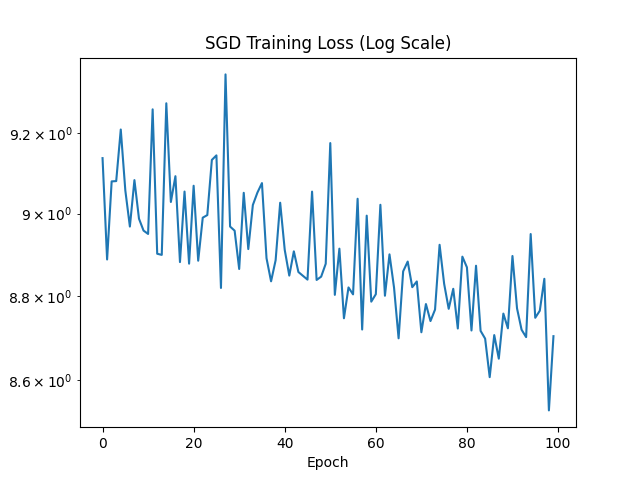 SGD Training Loss (Log Scale)
9.2 × 10⁰
9 × 10⁰
8.8 × 10⁰
8.6 × 10⁰
0 20 40 60 80 100
Epoch